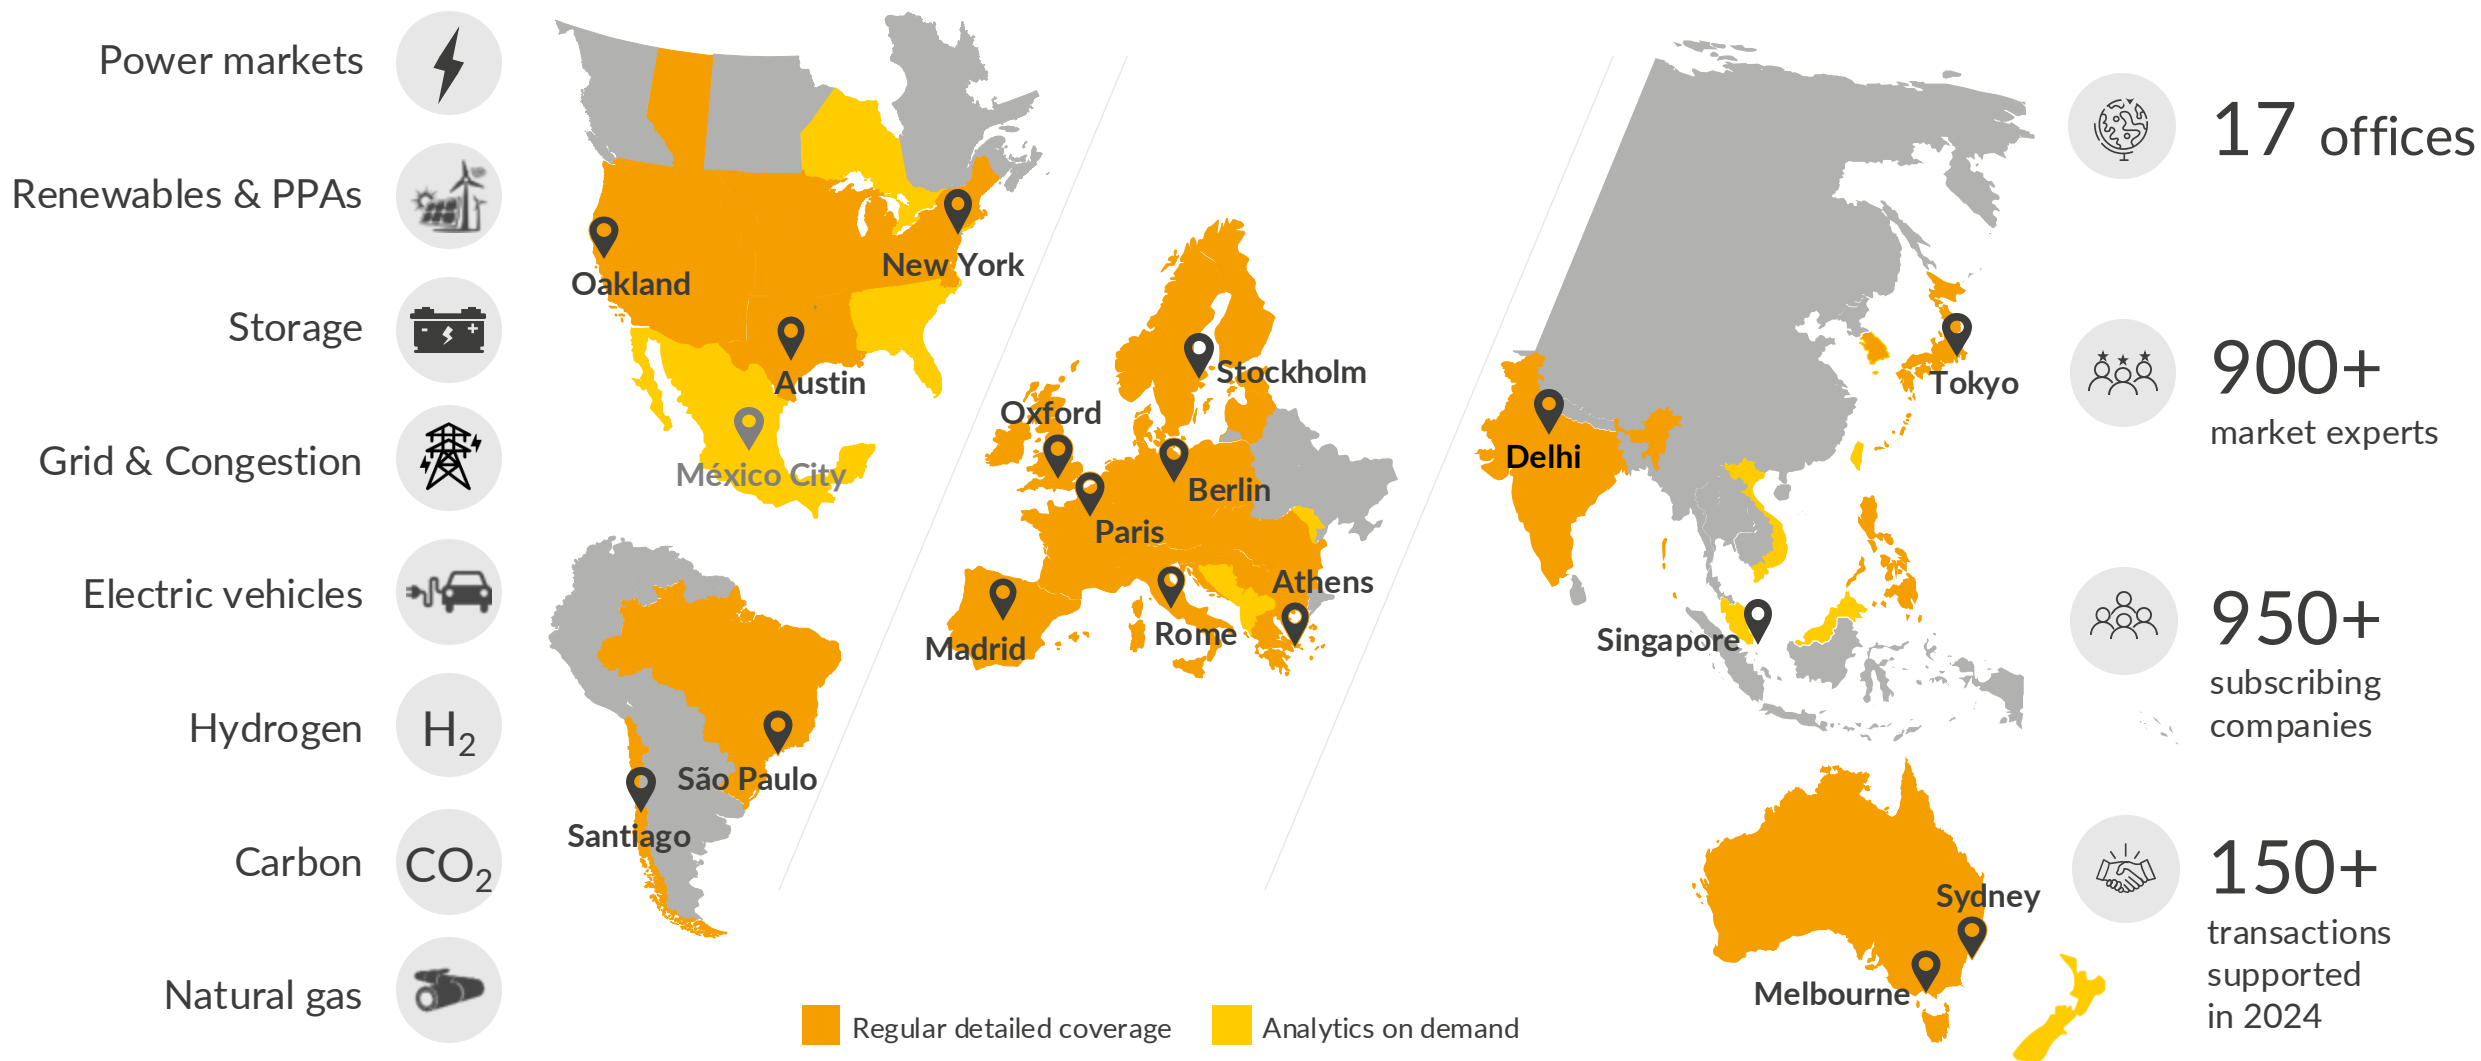 Power markets
Renewables & PPAs
Storage
Grid & Congestion
Electric vehicles
Hydrogen
H2
Carbon
CO2
Natural gas
Oakland
New York
Austin
México City
São Paulo
Santiago
Stockholm
Oxford
Berlin
Paris
Athens
Madrid
Rome
Delhi
Tokyo
Singapore
Sydney
Melbourne
Regular detailed coverage
Analytics on demand
17 offices
900+
market experts
950+
subscribing
companies
150+
transactions
supported
in 2024